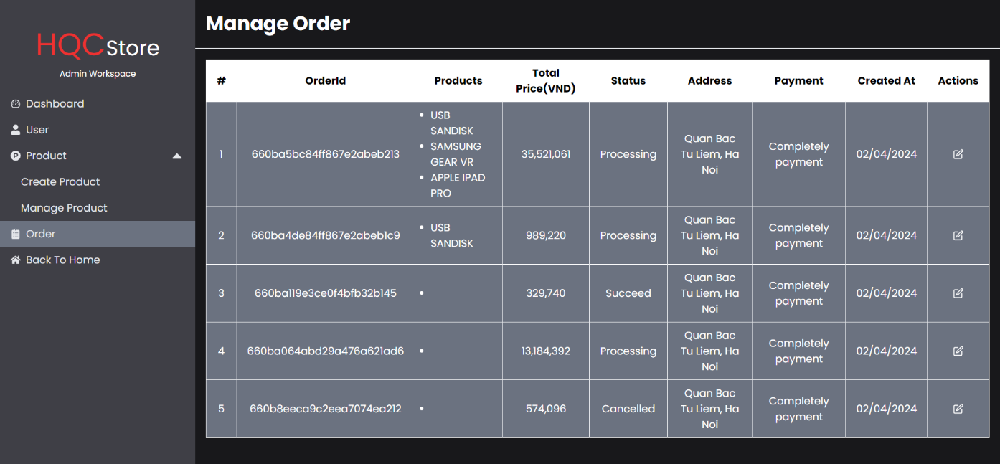 HQCStore
Admin Workspace
Dashboard
User
Product
Create Product
Manage Product
Order
Back To Home
Manage Order
# OrderId Products Total Price(VND) Status Address Payment Created At Actions
1 660ba5bc84ff867e2abeb213
USB
SANDISK
SAMSUNG
GEAR VR
APPLE IPAD
PRO
35,521,061 Processing
Quan Bac
Tu Liem, Ha
Noi
Completely
payment
02/04/2024
2 660ba4de84ff867e2abeb1c9
USB
SANDISK
989,220 Processing
Quan Bac
Tu Liem, Ha
Noi
Completely
payment
02/04/2024
3 660ba119e3ce0f4bfb32b145
329,740 Succeed
Quan Bac
Tu Liem, Ha
Noi
Completely
payment
02/04/2024
4 660ba064abd29a476a621ad6
13,184,392 Processing
Quan Bac
Tu Liem, Ha
Noi
Completely
payment
02/04/2024
5 660b8eeca9c2eea7074ea212
574,096 Cancelled
Quan Bac
Tu Liem, Ha
Noi
Completely
payment
02/04/2024